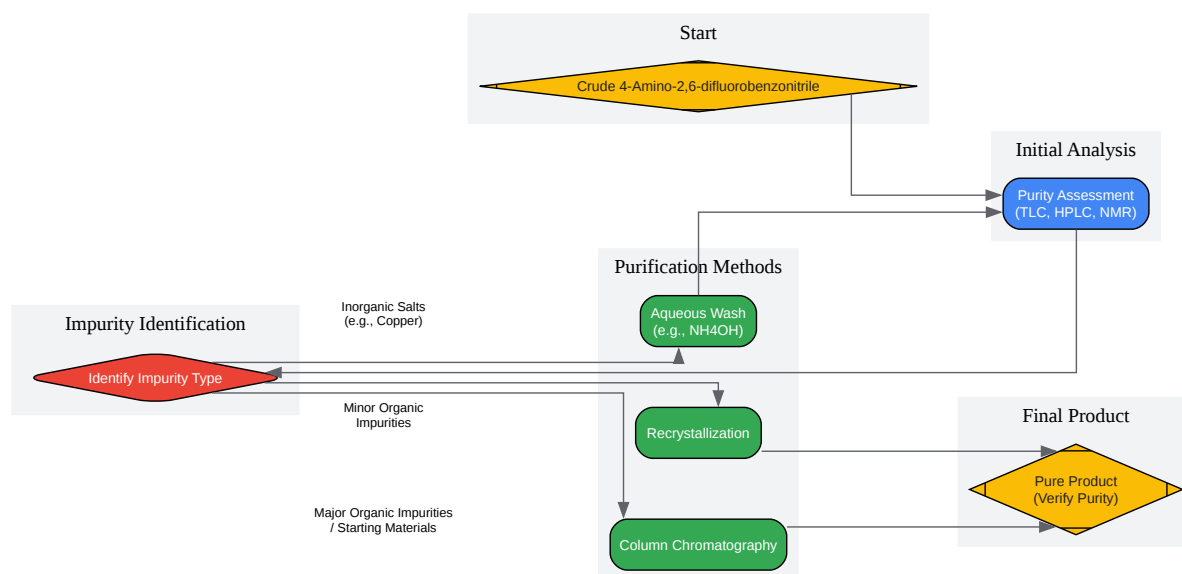 Start
Crude 4-Amino-2,6-difluorobenzonitrile
Initial Analysis
Purity Assessment
(TLC, HPLC, NMR)
Purification Methods
Aqueous Wash
(e.g., NH4OH)
Inorganic Salts
(e.g., Copper)
Impurity Identification
Identify Impurity Type
Minor Organic
Impurities
Recrystallization
Final Product
Pure Product
(Verify Purity)
Major Organic Impurities
/ Starting Materials
Column Chromatography